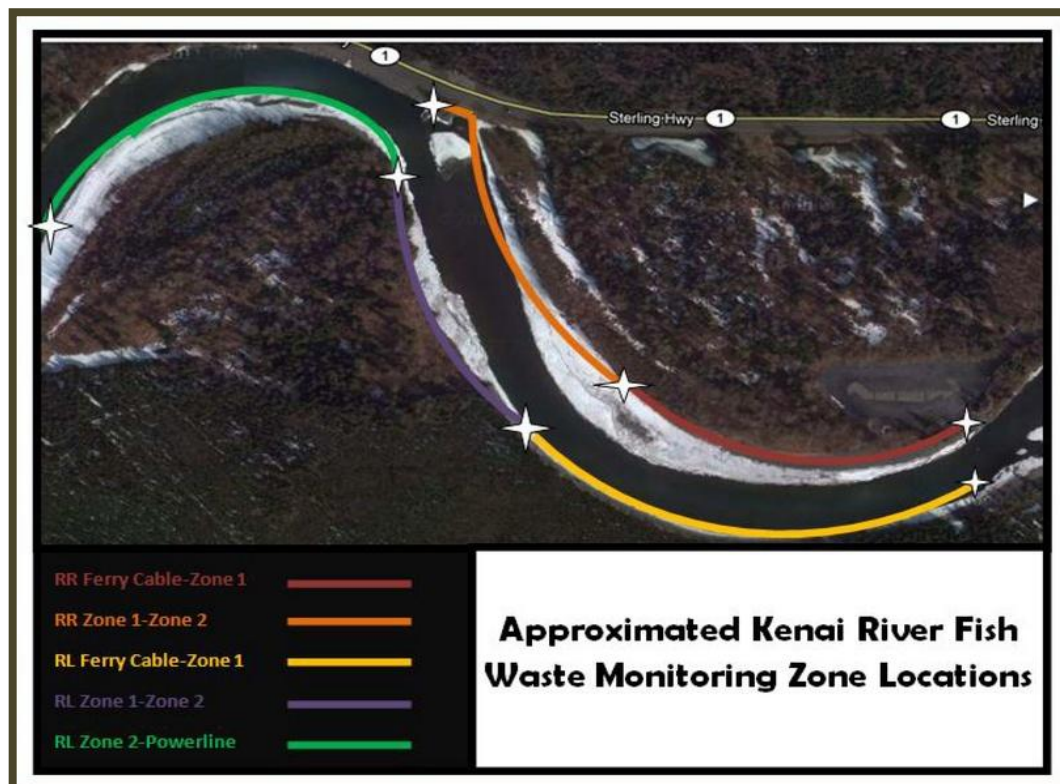 1
Sterling Hwy 1
1 Sterling
RR Ferry Cable-Zone 1
RR Zone 1-Zone 2
RL Ferry Cable-Zone 1
RL Zone 1-Zone 2
RL Zone 2-Powerline
Approximated Kenai River Fish
Waste Monitoring Zone Locations